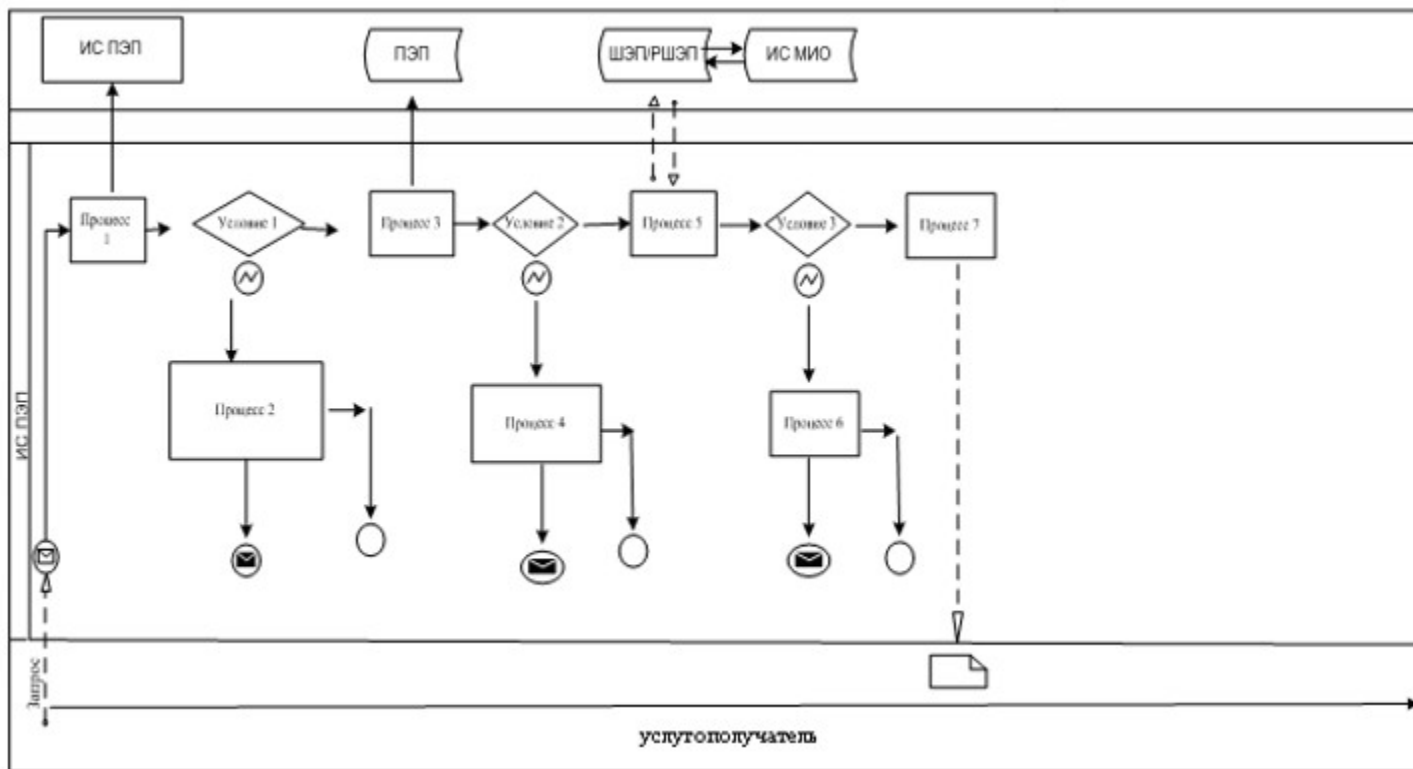 ИС ПЭП
ПЭП
ШЭП/РШЭП
ИС МИО
Процесс
1
Условие 1
Процесс 3
Условие 2
Процесс 5
Условие 3
Процесс 7
Процесс 2
Процесс 4
Процесс 6
ИС ПЭП
Запрос
услугополучатель